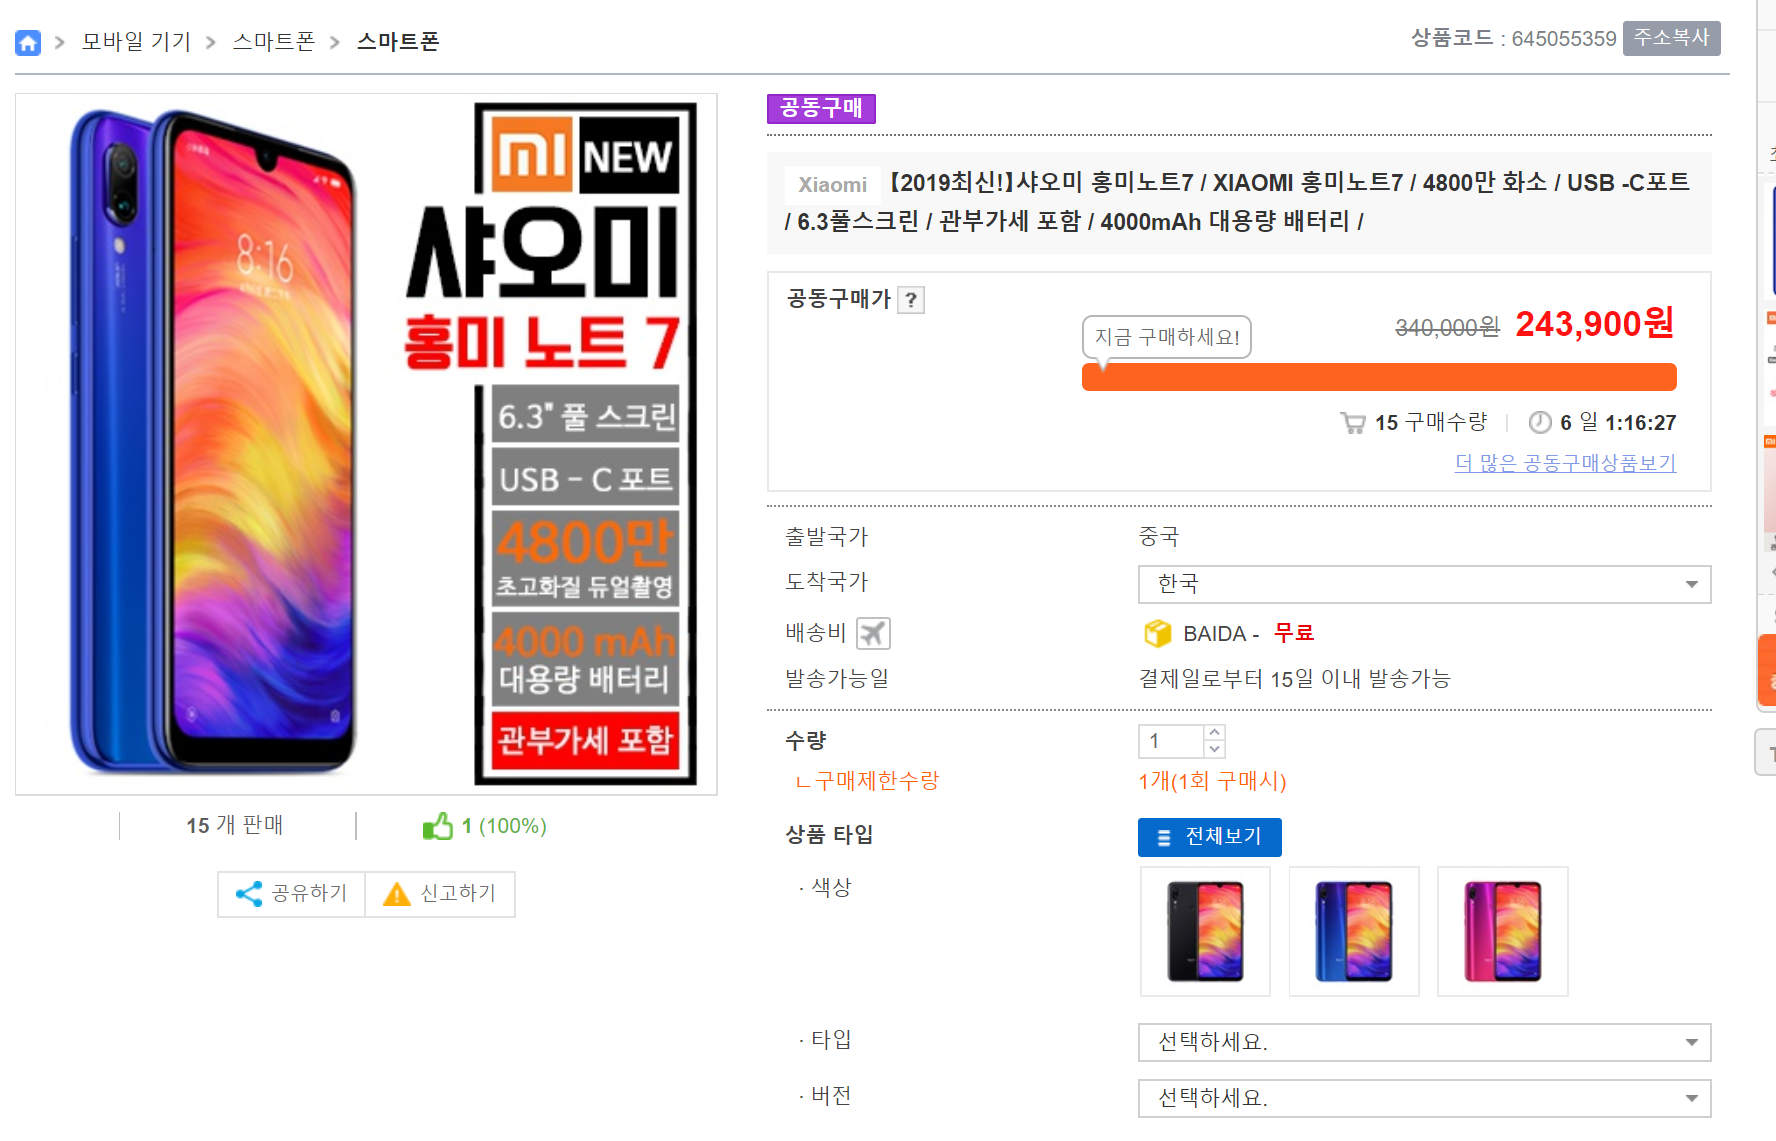 모바일 기기 > 스마트폰 > 스마트폰
상품코드 : 645055359 주소복사
mi NEW
샤오미
홍미 노트 7
6.3" 풀 스크린
USB - C 포트
4800만
초고화질 듀얼촬영
4000 mAh
대용량 배터리
관부가세 포함
8:16
15 개 판매
1 (100%)
공유하기
신고하기
공동구매
Xiaomi 【2019최신!】샤오미 홍미노트7 / XIAOMI 홍미노트7 / 4800만 화소 / USB -C포트
/ 6.3풀스크린 / 관부가세 포함 / 4000mAh 대용량 배터리 /
공동구매가 ?
지금 구매하세요!
340,000원 243,900원
15 구매수량 | 6 일 1:16:27
더 많은 공동구매상품보기
출발국가 중국
도착국가 한국
배송비 BAIDA - 무료
발송가능일 결제일로부터 15일 이내 발송가능
수량 1
ㄴ구매제한수량 1개(1회 구매시)
상품 타입 전체보기
· 색상
· 타입 선택하세요.
· 버전 선택하세요.